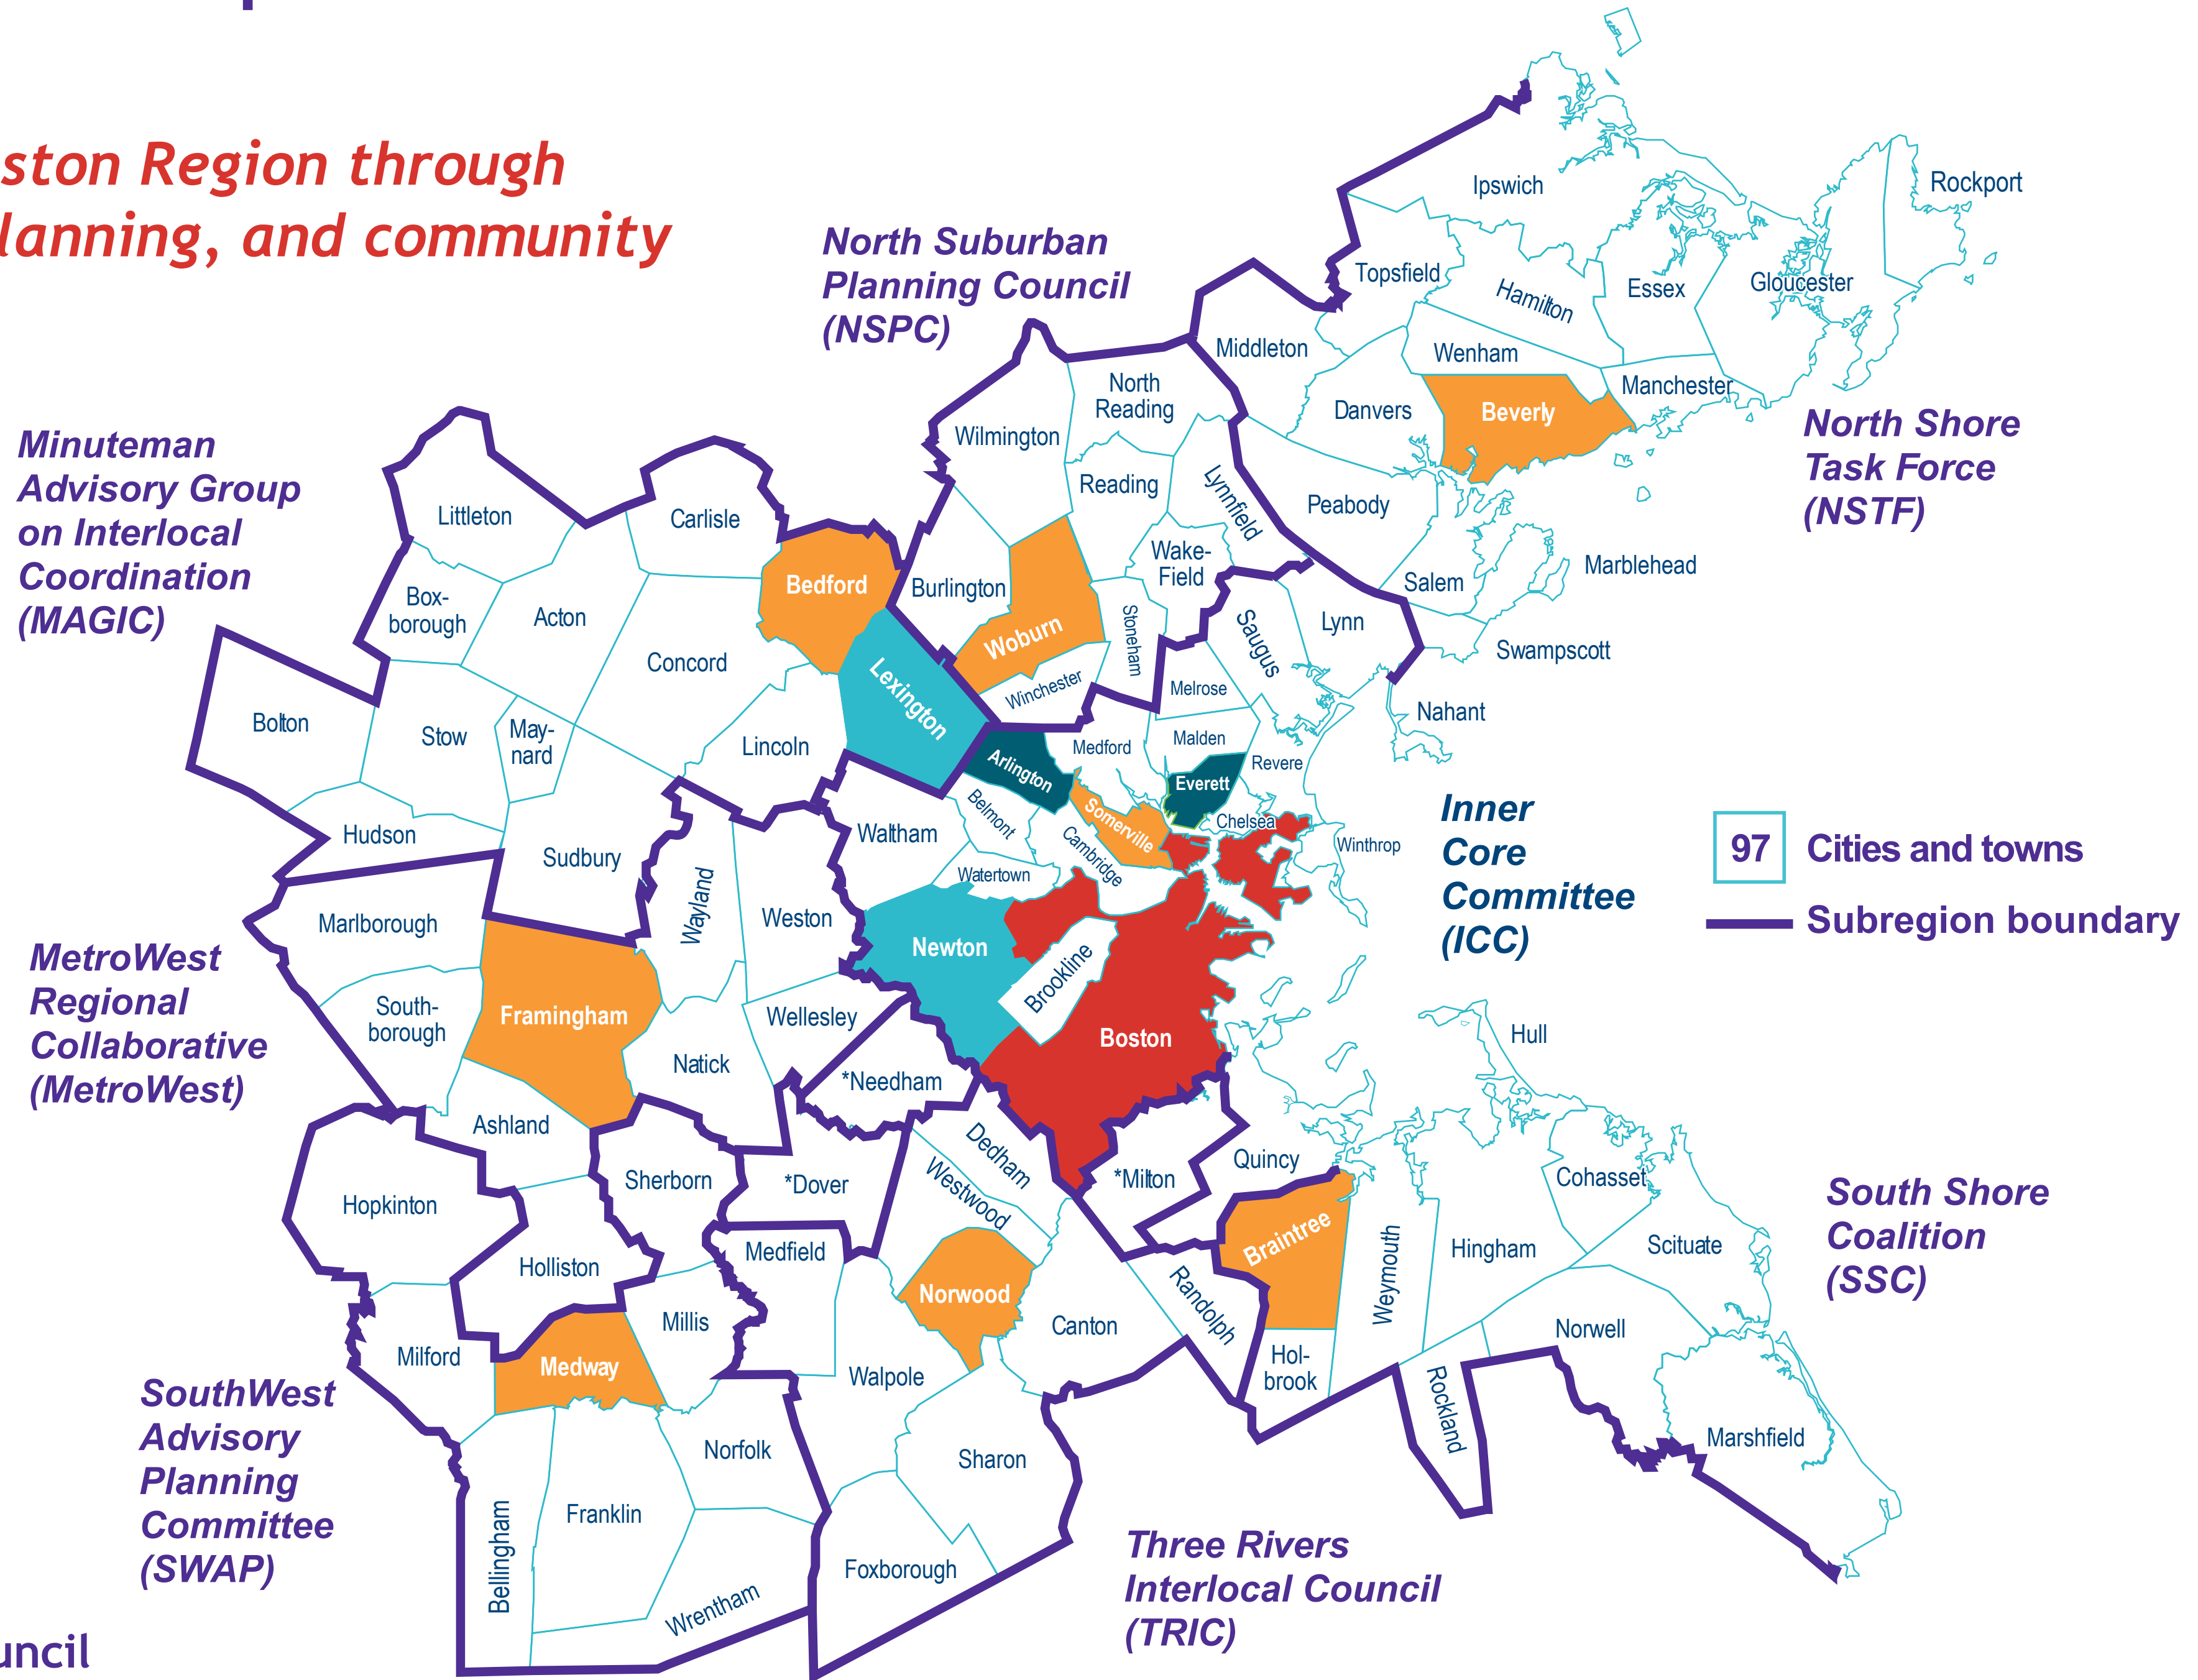 ston Region through
lanning, and community
North Suburban
Planning Council
(NSPC)
Minuteman
Advisory Group
on Interlocal
Coordination
(MAGIC)
North Shore
Task Force
(NSTF)
Inner
Core
Committee
(ICC)
97 Cities and towns
Subregion boundary
MetroWest
Regional
Collaborative
(MetroWest)
South Shore
Coalition
(SSC)
SouthWest
Advisory
Planning
Committee
(SWAP)
Three Rivers
Interlocal Council
(TRIC)
uncil
Ipswich
Rockport
Topsfield
Hamilton
Essex
Gloucester
Middleton
Wenham
Manchester
Danvers
Beverly
Peabody
Salem
Marblehead
Swampscott
Nahant
North
Reading
Wilmington
Reading
Lynnfield
Wake-
Field
Burlington
Woburn
Stoneham
Winchester
Littleton
Carlisle
Bedford
Box-
borough
Acton
Concord
Lexington
Bolton
Stow
May-
nard
Lincoln
Hudson
Sudbury
Saugus
Lynn
Melrose
Malden
Medford
Arlington
Everett
Revere
Chelsea
Winthrop
Somerville
Belmont
Cambridge
Waltham
Watertown
Newton
Brookline
Boston
*Needham
*Milton
Quincy
Marlborough
South-
borough
Framingham
Wayland
Weston
Wellesley
Natick
Ashland
Holliston
Hopkinton
Sherborn
*Dover
Milford
Medway
Millis
Norfolk
Franklin
Bellingham
Wrentham
Dedham
Westwood
Medfield
Norwood
Canton
Randolph
Walpole
Sharon
Foxborough
Braintree
Hol-
brook
Weymouth
Hingham
Hull
Cohasset
Scituate
Norwell
Rockland
Marshfield